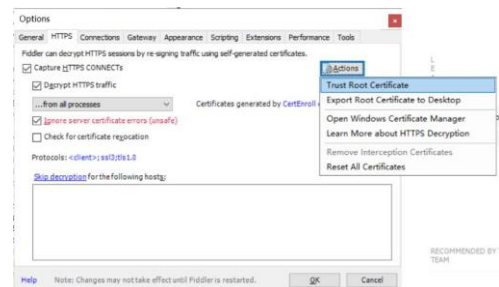 Options
General HTTPS Connections Gateway Appearance Scripting Extensions Performance Tools
Fiddler can decrypt HTTPS sessions by re-signing traffic using self-generated certificates.
Capture HTTPS CONNECTs
Actions
Decrypt HTTPS traffic
Trust Root Certificate
...from all processes
Certificates generated by CertEnroll
Export Root Certificate to Desktop
Ignore server certificate errors (unsafe)
Open Windows Certificate Manager
Check for certificate revocation
Learn More about HTTPS Decryption
Protocols: <client>;ssl3;tls1.0
Remove Interception Certificates
Skip decryption for the following hosts:
Reset All Certificates
RECOMMENDED BY
TEAM
Help Note: Changes may not take effect until Fiddler is restarted. OK Cancel